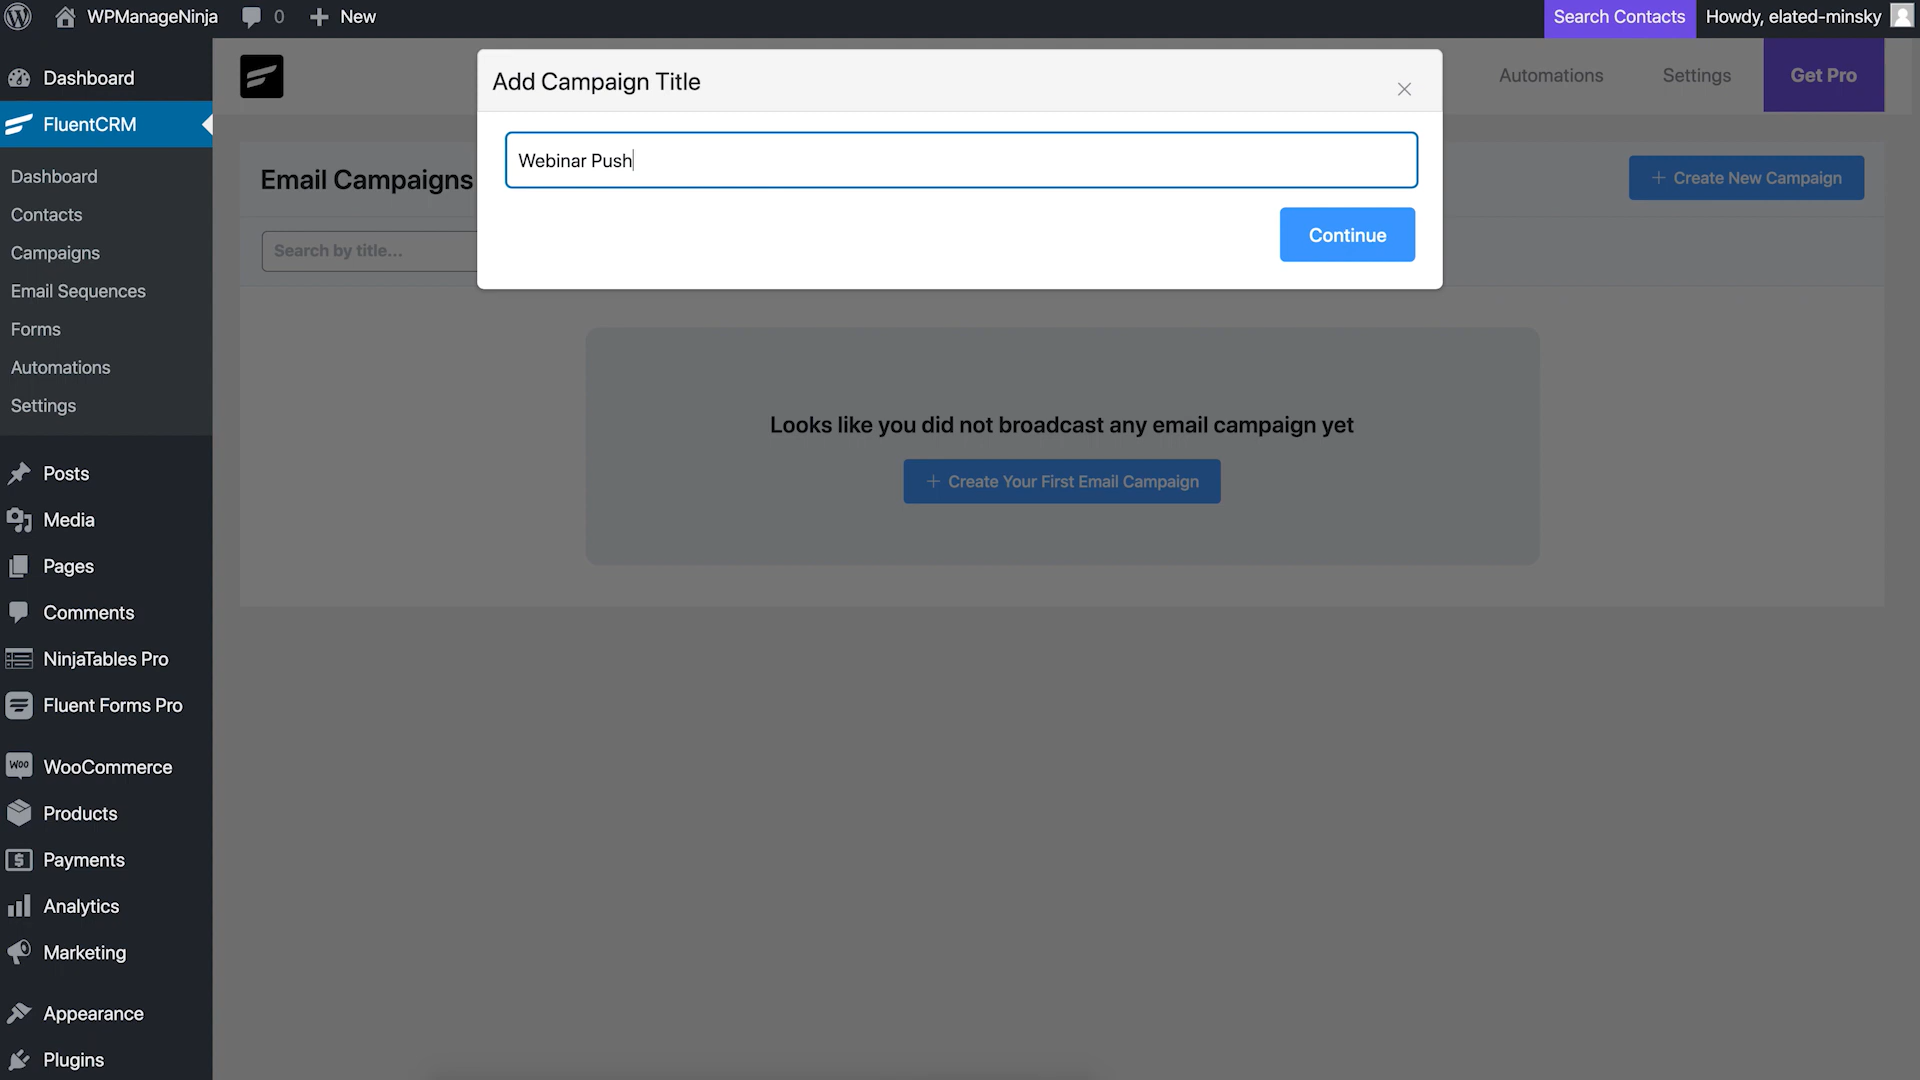 WPManageNinja 0 New Search Contacts Howdy, elated-minsky
Dashboard
FluentCRM
Dashboard
Contacts
Campaigns
Email Sequences
Forms
Automations
Settings
Posts
Media
Pages
Comments
NinjaTables Pro
Fluent Forms Pro
Woo WooCommerce
Products
Payments
Analytics
Marketing
Appearance
Plugins
Automations Settings Get Pro
Add Campaign Title
Webinar Push
Continue
Email Campaigns
Create New Campaign
Search by title...
Looks like you did not broadcast any email campaign yet
Create Your First Email Campaign